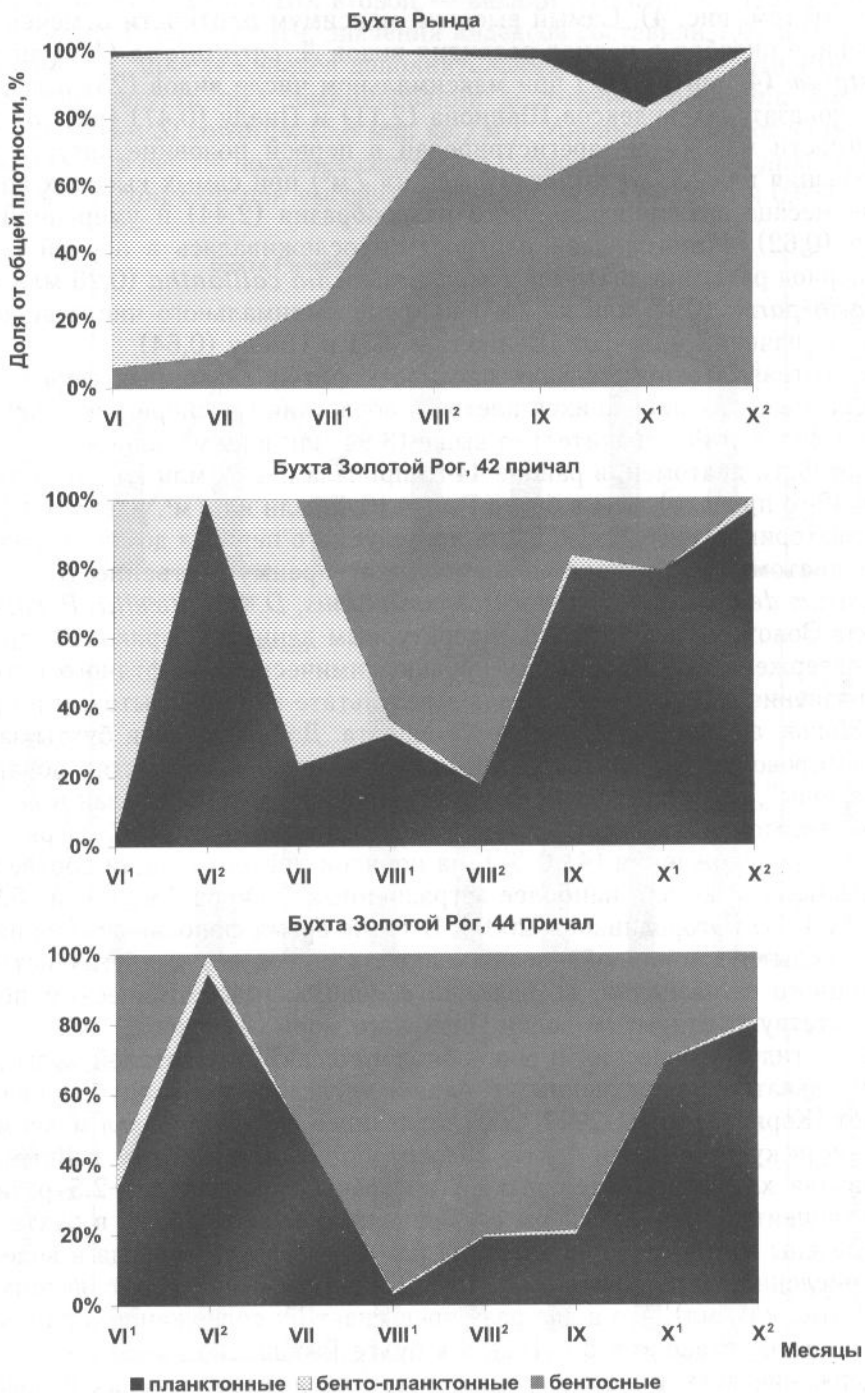 Бухта Рында
Доля от общей плотности, %
100%
80%
60%
40%
20%
0%
VI VII VIII¹ VIII² IX X¹ X²
Бухта Золотой Рог, 42 причал
100%
80%
60%
40%
20%
0%
VI¹ VI² VII VIII¹ VIII² IX X¹ X²
Бухта Золотой Рог, 44 причал
100%
80%
60%
40%
20%
0%
VI¹ VI² VII VIII¹ VIII² IX X¹ X²
Месяцы
планктонные бенто-планктонные бентосные